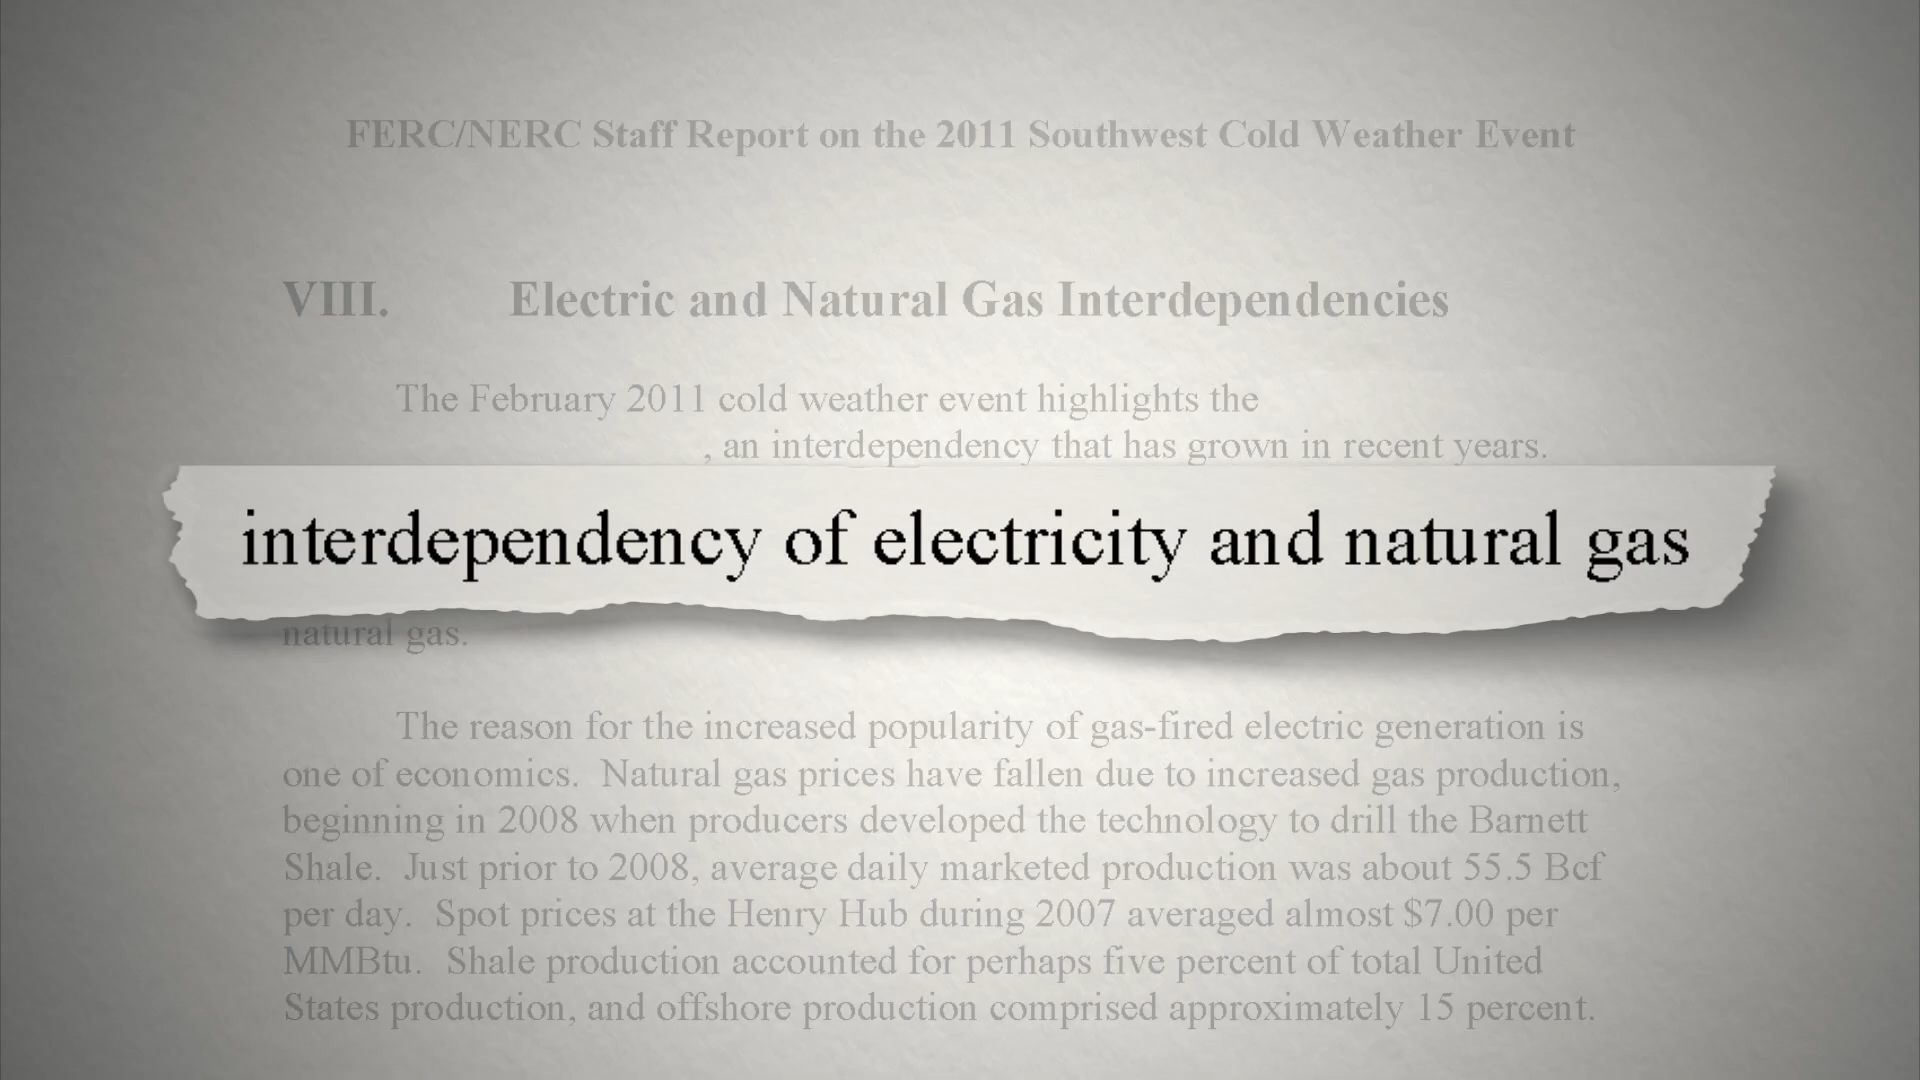 FERC/NERC Staff Report on the 2011 Southwest Cold Weather Event
VIII. Electric and Natural Gas Interdependencies
The February 2011 cold weather event highlights the
, an interdependency that has grown in recent years.
interdependency of electricity and natural gas
natural gas.
The reason for the increased popularity of gas-fired electric generation is
one of economics. Natural gas prices have fallen due to increased gas production,
beginning in 2008 when producers developed the technology to drill the Barnett
Shale. Just prior to 2008, average daily marketed production was about 55.5 Bcf
per day. Spot prices at the Henry Hub during 2007 averaged almost $7.00 per
MMBtu. Shale production accounted for perhaps five percent of total United
States production, and offshore production comprised approximately 15 percent.